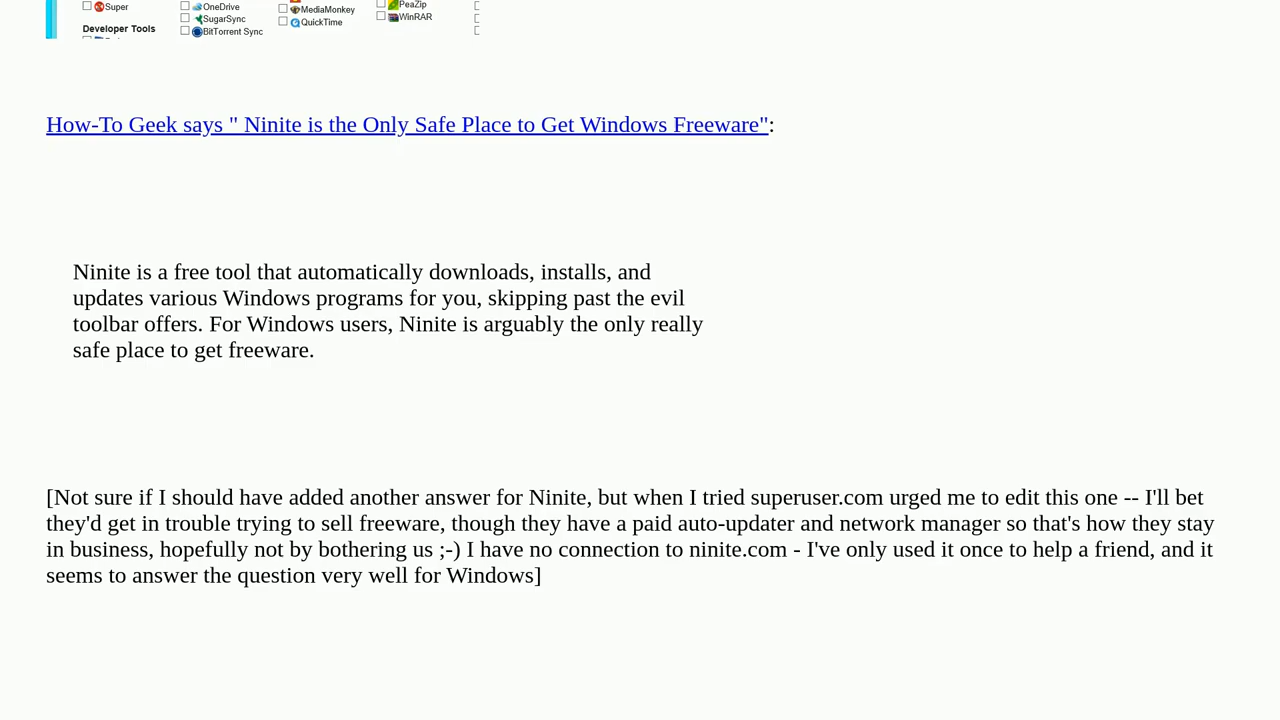 Super
OneDrive
MediaMonkey
PeaZip
SugarSync
QuickTime
WinRAR
Developer Tools
BitTorrent Sync
How-To Geek says " Ninite is the Only Safe Place to Get Windows Freeware":
Ninite is a free tool that automatically downloads, installs, and
updates various Windows programs for you, skipping past the evil
toolbar offers. For Windows users, Ninite is arguably the only really
safe place to get freeware.
[Not sure if I should have added another answer for Ninite, but when I tried superuser.com urged me to edit this one -- I'll bet
they'd get in trouble trying to sell freeware, though they have a paid auto-updater and network manager so that's how they stay
in business, hopefully not by bothering us ;-) I have no connection to ninite.com - I've only used it once to help a friend, and it
seems to answer the question very well for Windows]